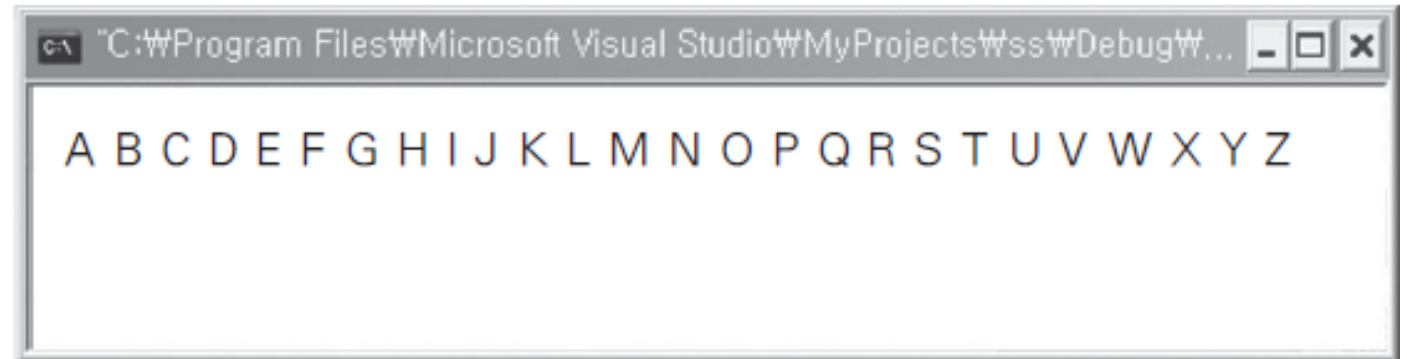 "C:₩Program Files₩Microsoft Visual Studio₩MyProjects₩ss₩Debug₩...
A B C D E F G H I J K L M N O P Q R S T U V W X Y Z